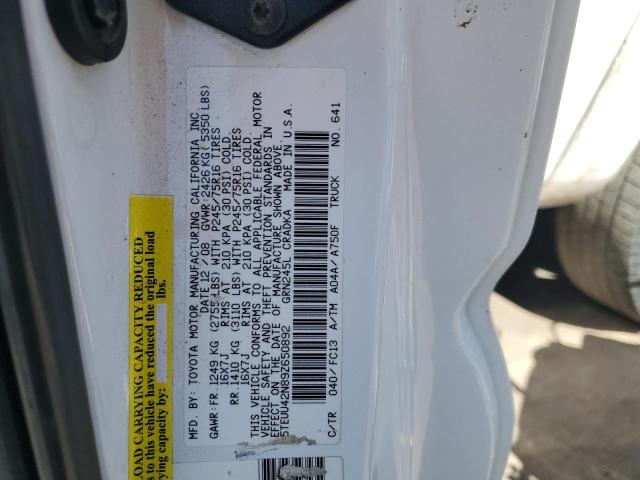 MFD. BY: TOYOTA MOTOR MANUFACTURING CALIFORNIA INC
DATE 12 / 08 GVWR: 2426 KG ( 5350 LBS)
GAWR: FR. 1249 KG (2755 LBS) WITH P245/75R16 TIRES
16X7J RIMS AT 210 KPA (30 PSI) COLD.
RR. 1410 KG (3110 LBS) WITH P245/75R16 TIRES
16X7J RIMS AT 210 KPA (30 PSI) COLD.
THIS VEHICLE CONFORMS TO ALL APPLICABLE FEDERAL MOTOR
VEHICLE SAFETY AND THEFT PREVENTION STANDARDS IN
EFFECT ON THE DATE OF MANUFACTURE SHOWN ABOVE.
5TEUU42N89Z650892 GRN245L CRADKA MADE IN U.S.A.
C/TR 040/ FC13 A/TM A04A/ A750F TRUCK NO. 641
LOAD CARRYING CAPACITY REDUCED
to this vehicle have reduced the original load
rying capacity by: lbs.